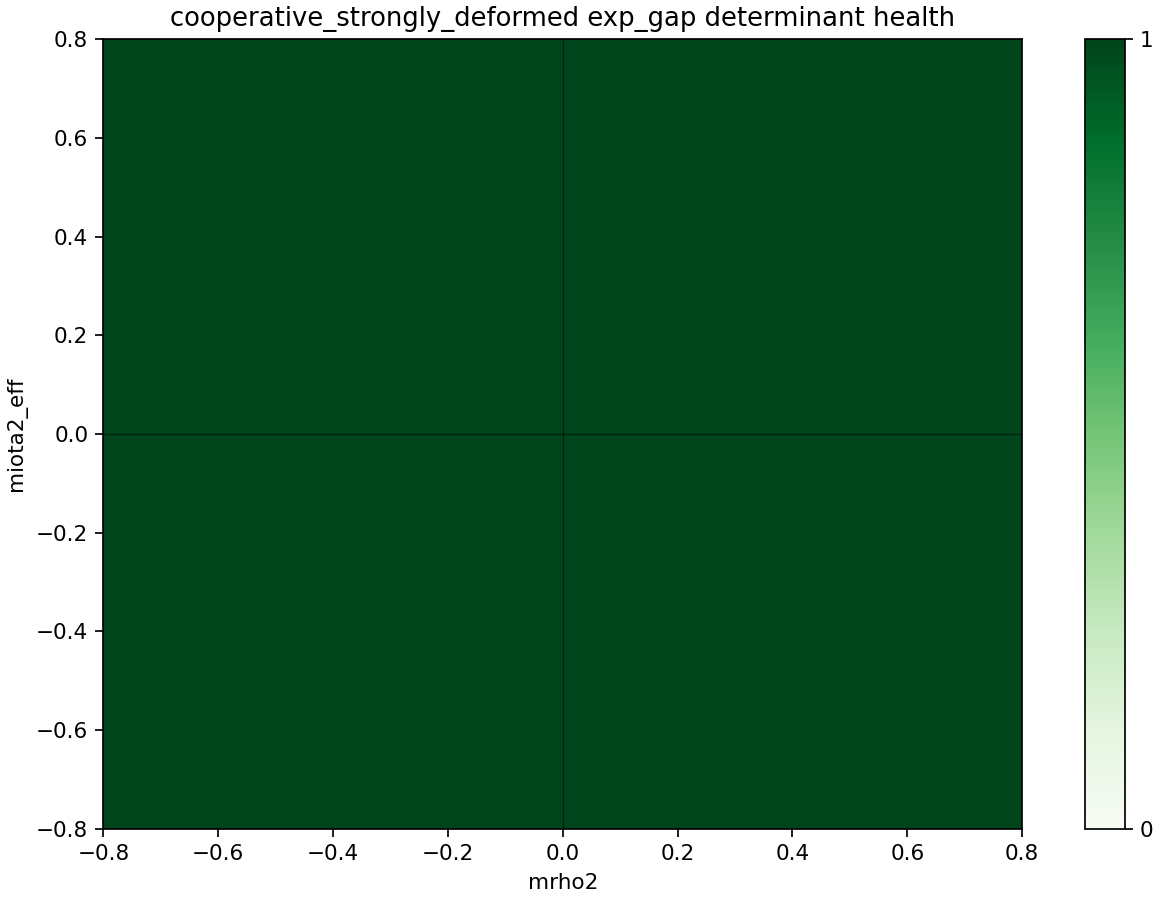 cooperative_strongly_deformed exp_gap determinant health
0.8
0.6
0.4
0.2
0.0
−0.2
−0.4
−0.6
−0.8
miota2_eff
−0.8 −0.6 −0.4 −0.2 0.0 0.2 0.4 0.6 0.8
mrho2
1
0